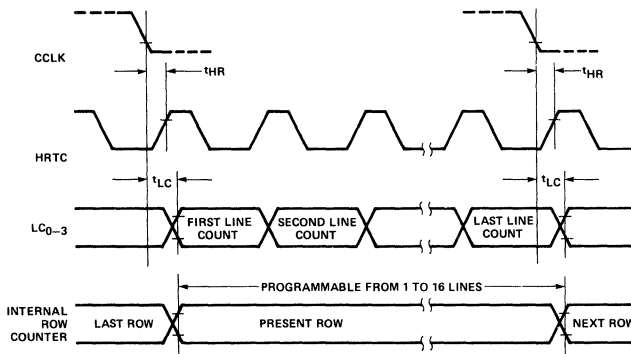 CCLK
tHR
tHR
HRTC
tLC
tLC
LC0–3
FIRST LINE
COUNT
SECOND LINE
COUNT
LAST LINE
COUNT
PROGRAMMABLE FROM 1 TO 16 LINES
INTERNAL
ROW
COUNTER
LAST ROW
PRESENT ROW
NEXT ROW